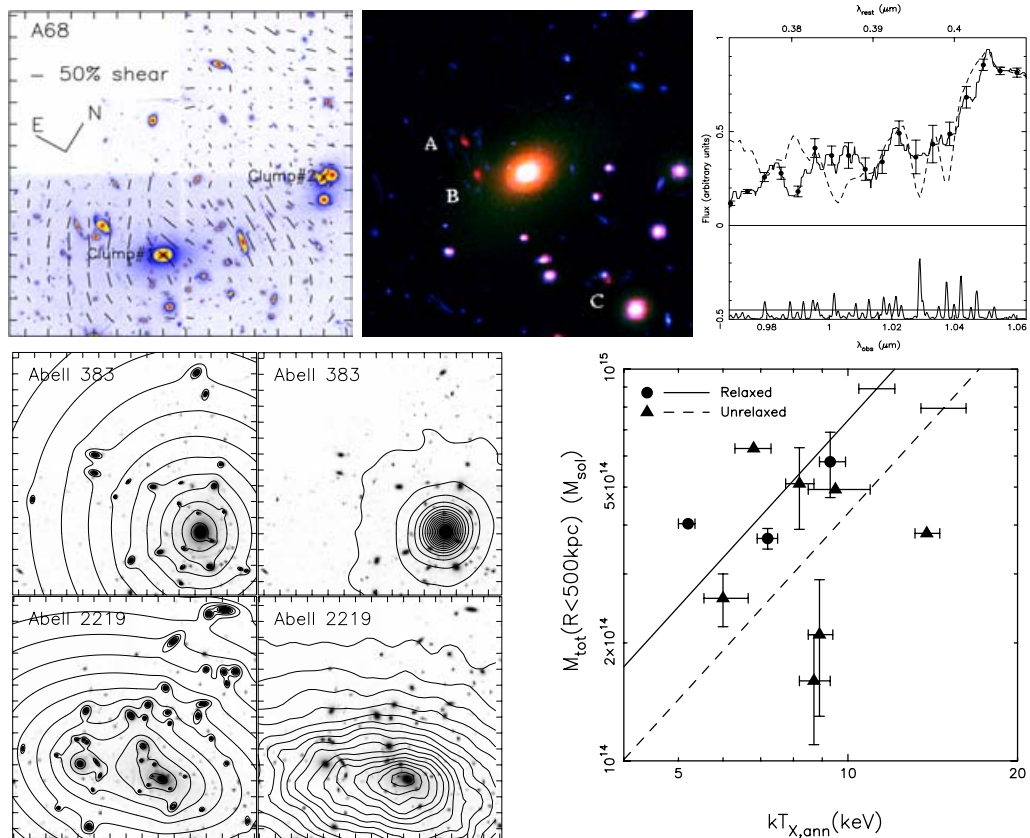 A68
— 50% shear
E
N
Clump#2
Clump#1
A
B
C
λrest (μm)
0.38 0.39 0.4
Flux (arbitrary units)
1
0.5
0
−0.5
0.98 1 1.02 1.04 1.06
λobs (μm)
Abell 383
Abell 383
Abell 2219
Abell 2219
Relaxed
Unrelaxed
Mtot(R<500kpc) (Msol)
10¹⁵
5×10¹⁴
2×10¹⁴
10¹⁴
5 10 20
kTX,ann(keV)